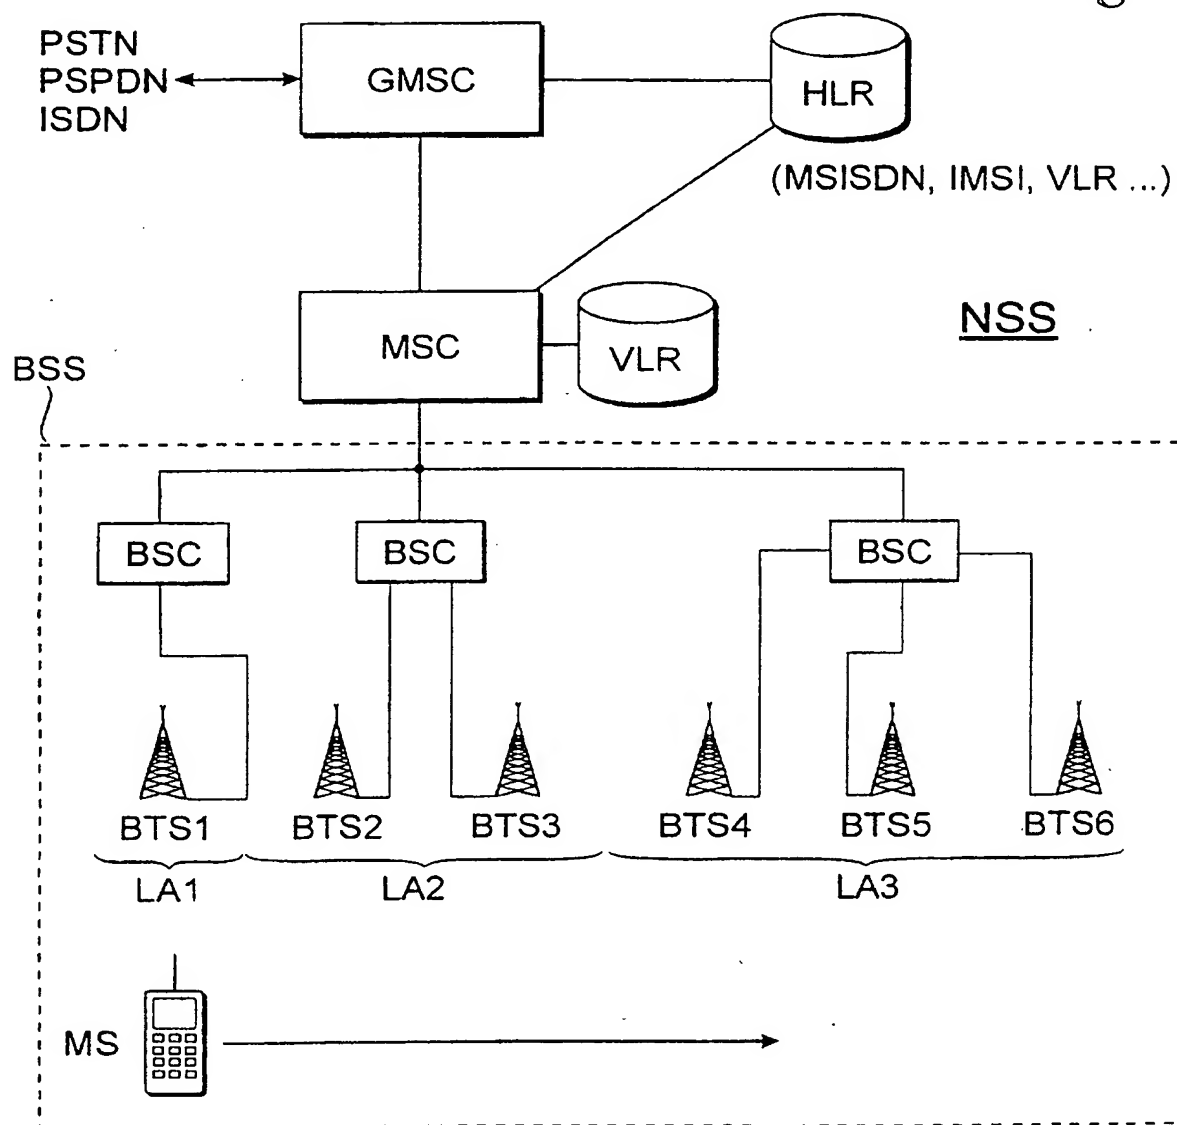 PSTN
PSPDN
ISDN
GMSC
HLR
(MSISDN, IMSI, VLR ...)
MSC
VLR
NSS
BSS
BSC
BSC
BSC
BTS1
BTS2
BTS3
BTS4
BTS5
BTS6
LA1
LA2
LA3
MS